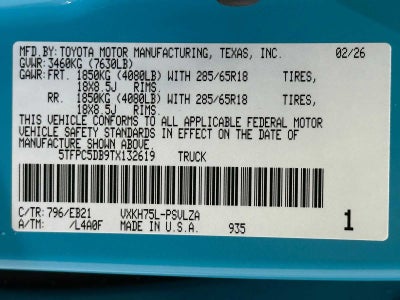 MFD.BY:TOYOTA MOTOR MANUFACTURING, TEXAS, INC. 02/26
GVWR:3460KG (7630LB)
GAWR:FRT. 1850KG (4080LB) WITH 285/65R18 TIRES,
18X8.5J RIMS.
RR. 1850KG (4080LB) WITH 285/65R18 TIRES,
18X8.5J RIMS.
THIS VEHICLE CONFORMS TO ALL APPLICABLE FEDERAL MOTOR
VEHICLE SAFETY STANDARDS IN EFFECT ON THE DATE OF
MANUFACTURE SHOWN ABOVE.
5TFPC5DB9TX132619 TRUCK
C/TR:796/EB21 VXKH75L-PSVLZA 1
A/TM: /L4A0F MADE IN U.S.A. 935